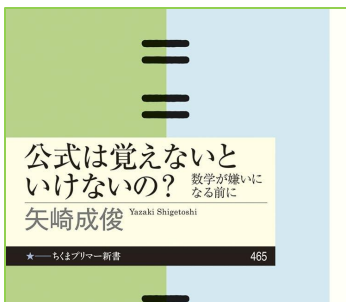 公式は覚えないと
いけないの? 数学が嫌いに
なる前に
矢崎成俊 Yazaki Shigetoshi
★──ちくまプリマー新書 465